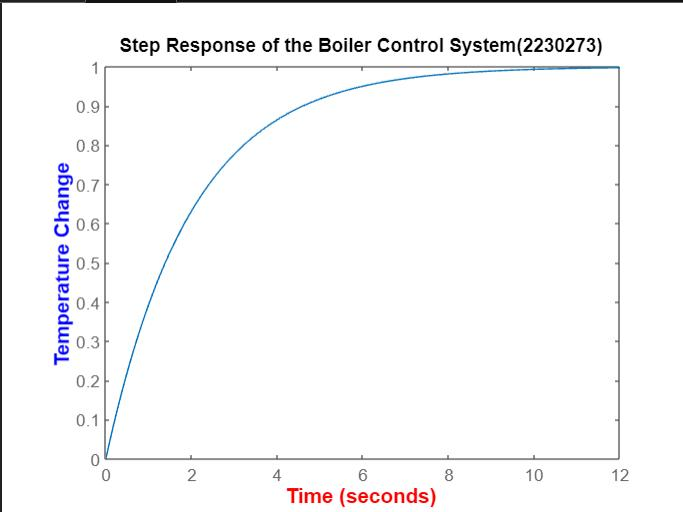 Step Response of the Boiler Control System(2230273)
Temperature Change
1
0.9
0.8
0.7
0.6
0.5
0.4
0.3
0.2
0.1
0
0 2 4 6 8 10 12
Time (seconds)